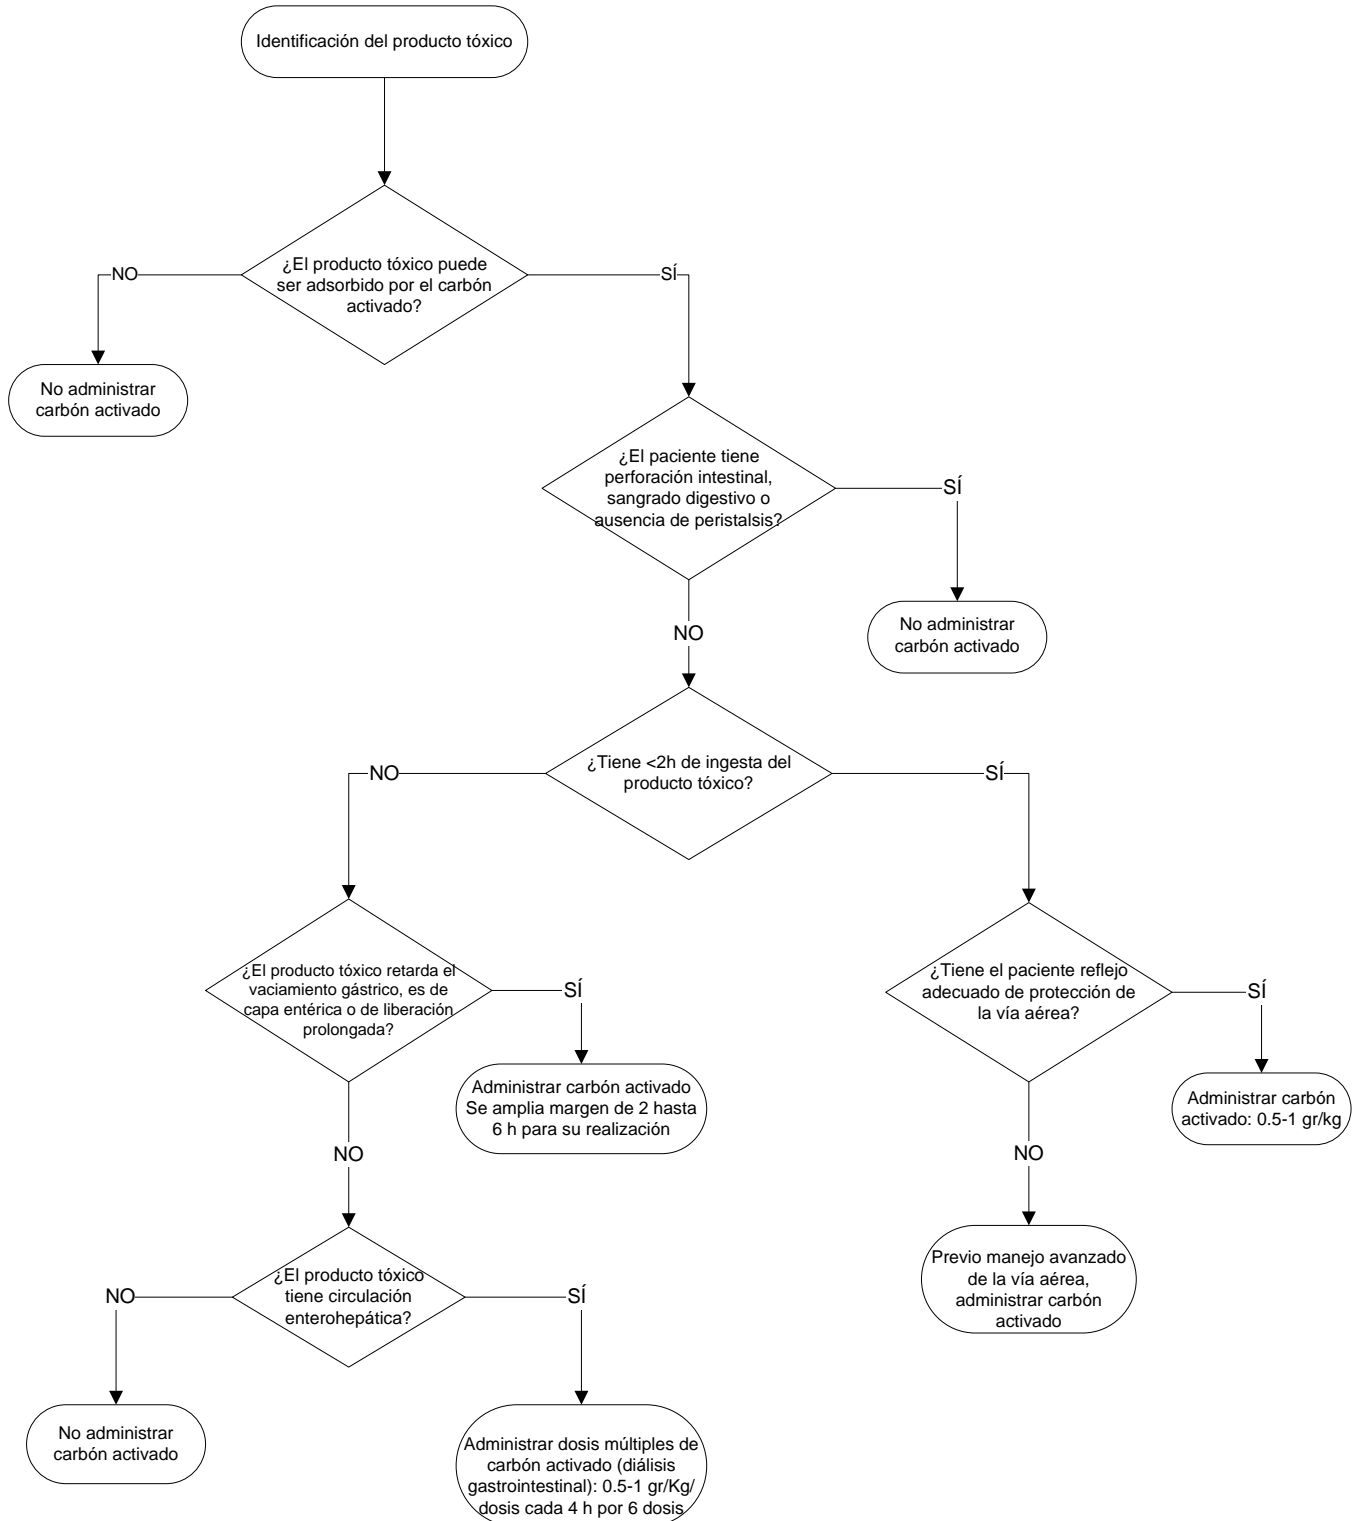 Identificación del producto tóxico
¿El producto tóxico puede
ser adsorbido por el carbón
activado?
NO
SÍ
No administrar
carbón activado
¿El paciente tiene
perforación intestinal,
sangrado digestivo o
ausencia de peristalsis?
SÍ
No administrar
carbón activado
NO
¿Tiene <2h de ingesta del
producto tóxico?
NO
SÍ
¿El producto tóxico retarda el
vaciamiento gástrico, es de
capa entérica o de liberación
prolongada?
SÍ
Administrar carbón activado
Se amplia margen de 2 hasta
6 h para su realización
NO
¿Tiene el paciente reflejo
adecuado de protección de
la vía aérea?
SÍ
Administrar carbón
activado: 0.5-1 gr/kg
NO
Previo manejo avanzado
de la vía aérea,
administrar carbón
activado
¿El producto tóxico
tiene circulación
enterohepática?
NO
SÍ
No administrar
carbón activado
Administrar dosis múltiples de
carbón activado (diálisis
gastrointestinal): 0.5-1 gr/Kg/
dosis cada 4 h por 6 dosis